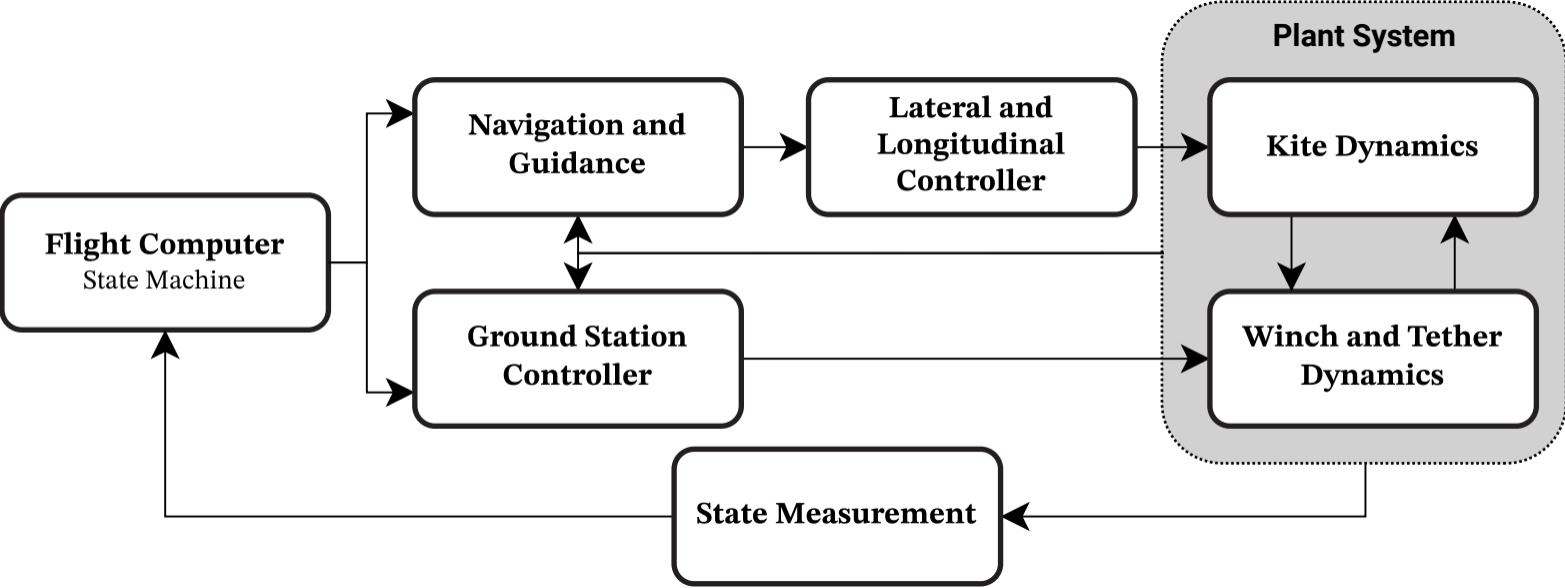 Plant System
Navigation and
Guidance
Lateral and
Longitudinal
Controller
Kite Dynamics
Flight Computer
State Machine
Ground Station
Controller
Winch and Tether
Dynamics
State Measurement